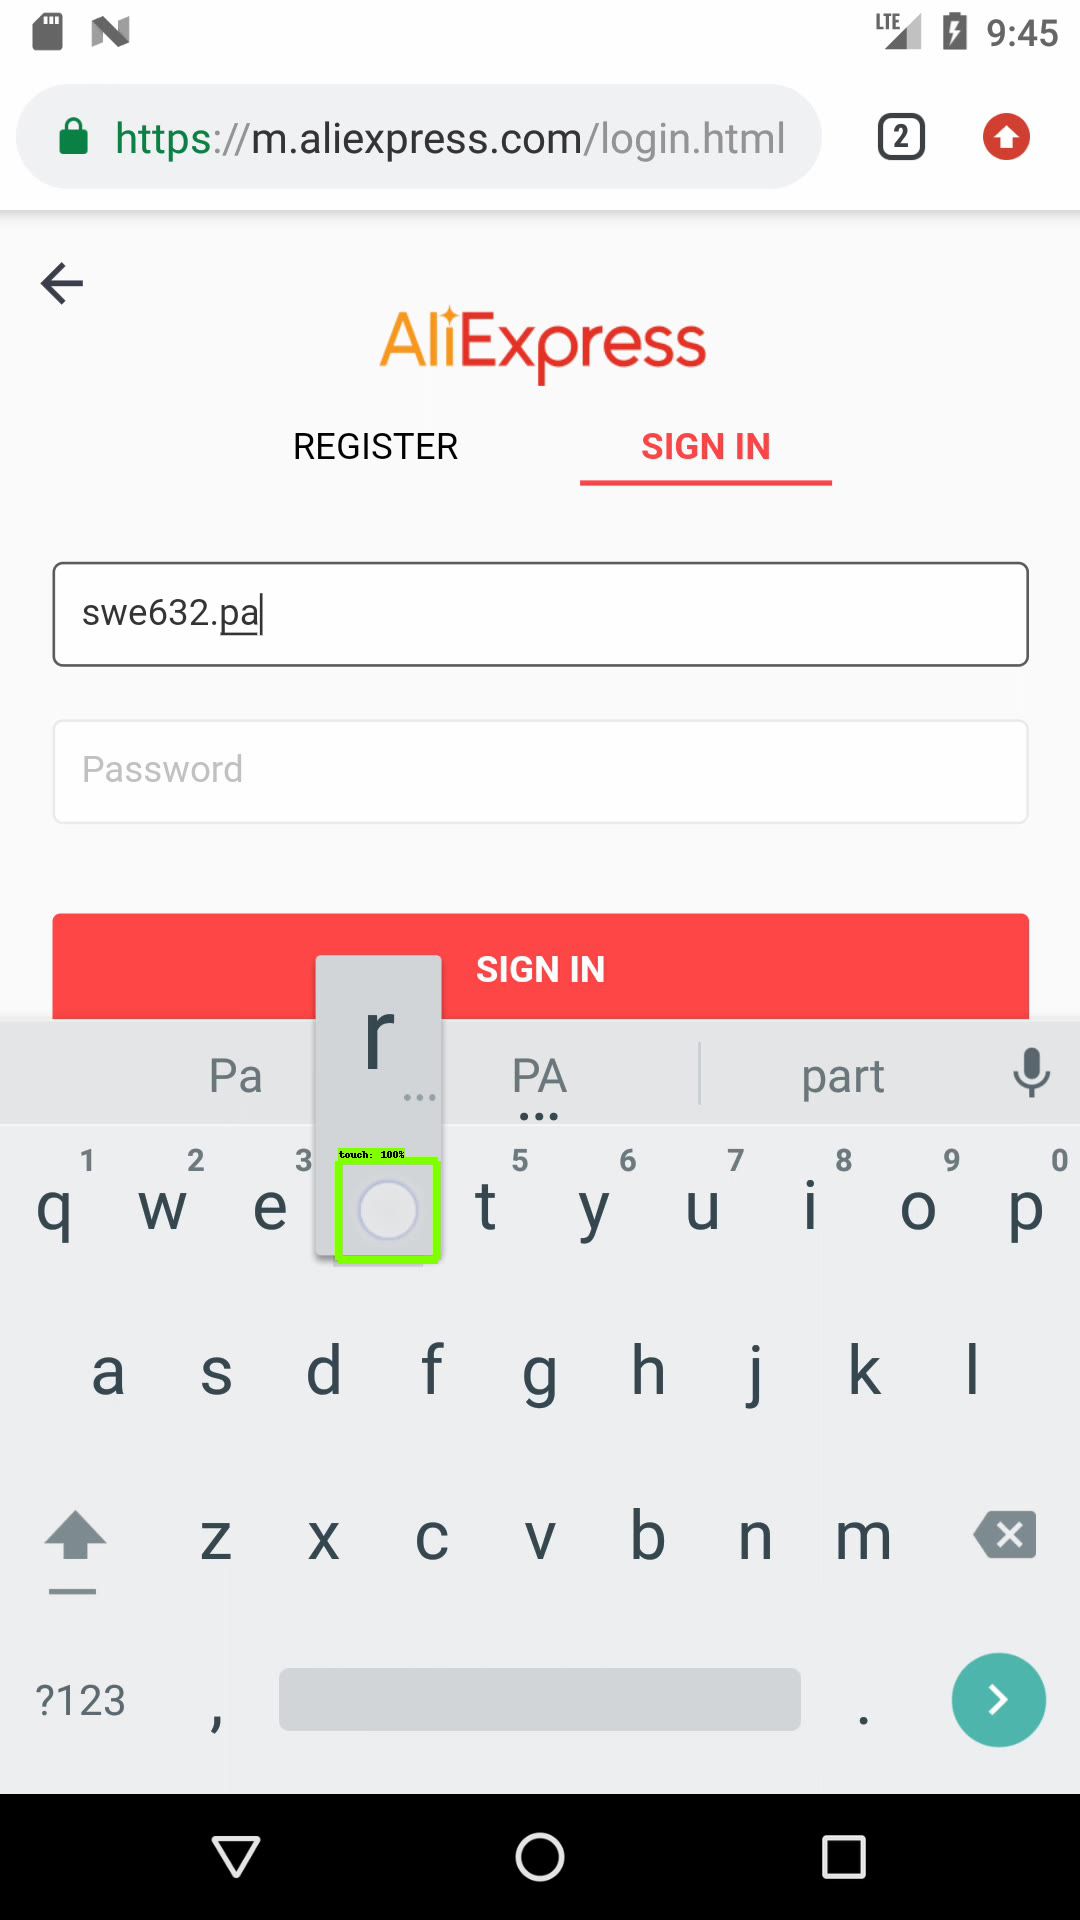 LTE 9:45
https://m.aliexpress.com/login.html 2
AliExpress
REGISTER SIGN IN
swe632.pa
Password
SIGN IN
r
...
Pa PA part
...
touch: 100%
1 2 3 5 6 7 8 9 0
q w e t y u i o p
a s d f g h j k l
z x c v b n m
?123 , .